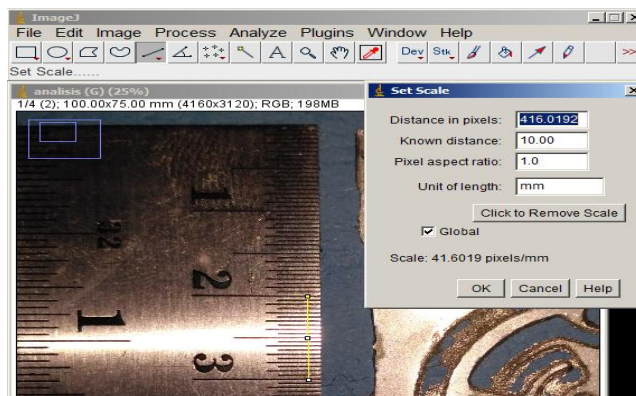 ImageJ
File Edit Image Process Analyze Plugins Window Help
A Dev Stk >>
Set Scale......
analisis (G) (25%)
1/4 (2); 100.00x75.00 mm (4160x3120); RGB; 198MB
Set Scale
Distance in pixels: 416.0192
Known distance: 10.00
Pixel aspect ratio: 1.0
Unit of length: mm
Click to Remove Scale
Global
Scale: 41.6019 pixels/mm
OK Cancel Help
1
32
2
1
3